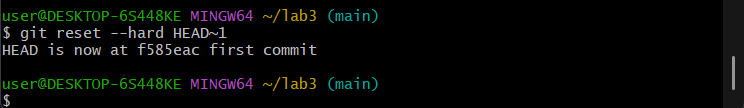 user@DESKTOP-6S448KE MINGW64 ~/lab3 (main)
$ git reset --hard HEAD~1
HEAD is now at f585eac first commit
user@DESKTOP-6S448KE MINGW64 ~/lab3 (main)
$